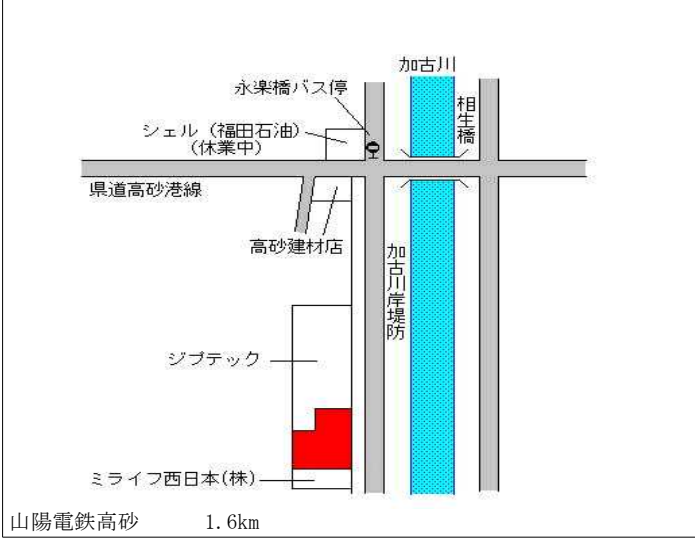 加古川
永楽橋バス停
相生橋
シェル(福田石油)
(休業中)
県道高砂港線
高砂建材店
加古川岸堤防
ジプテック
ミライフ西日本(株)
山陽電鉄高砂 1.6km